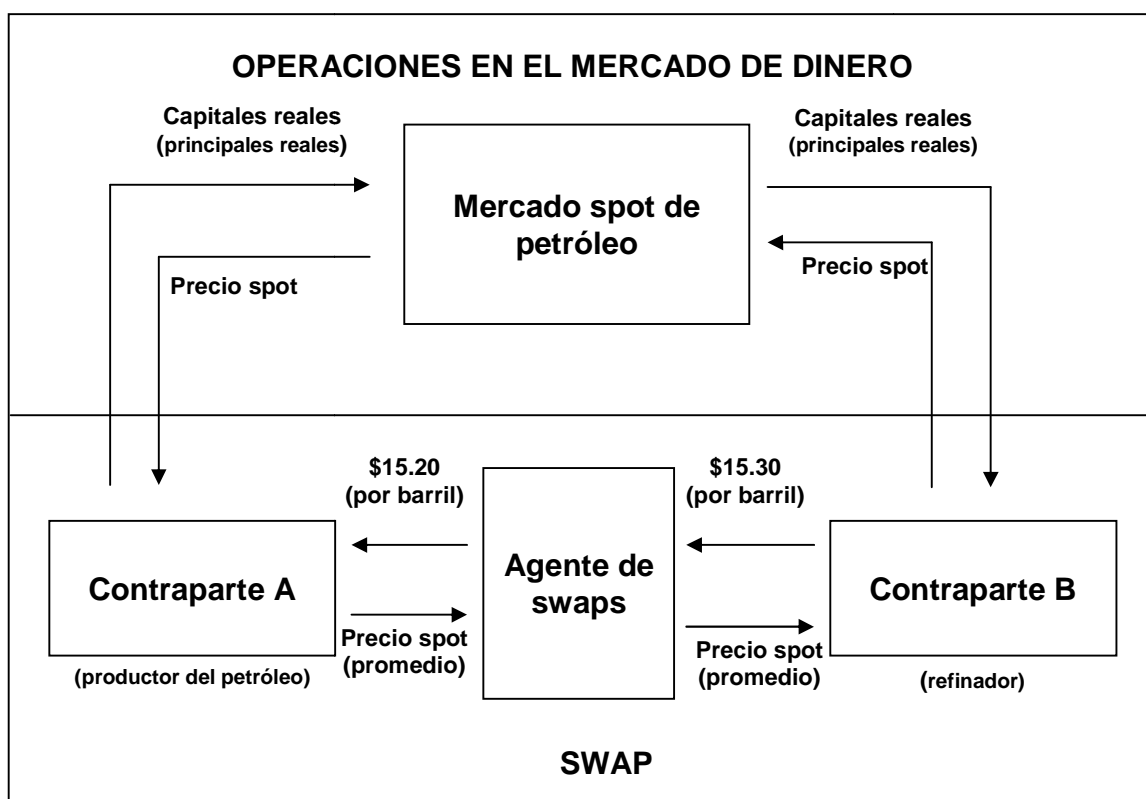 OPERACIONES EN EL MERCADO DE DINERO
Capitales reales
(principales reales)
Capitales reales
(principales reales)
Mercado spot de
petróleo
Precio spot
Precio spot
$15.20
(por barril)
$15.30
(por barril)
Contraparte A
Agente de
swaps
Contraparte B
Precio spot
(promedio)
Precio spot
(promedio)
(productor del petróleo)
(refinador)
SWAP